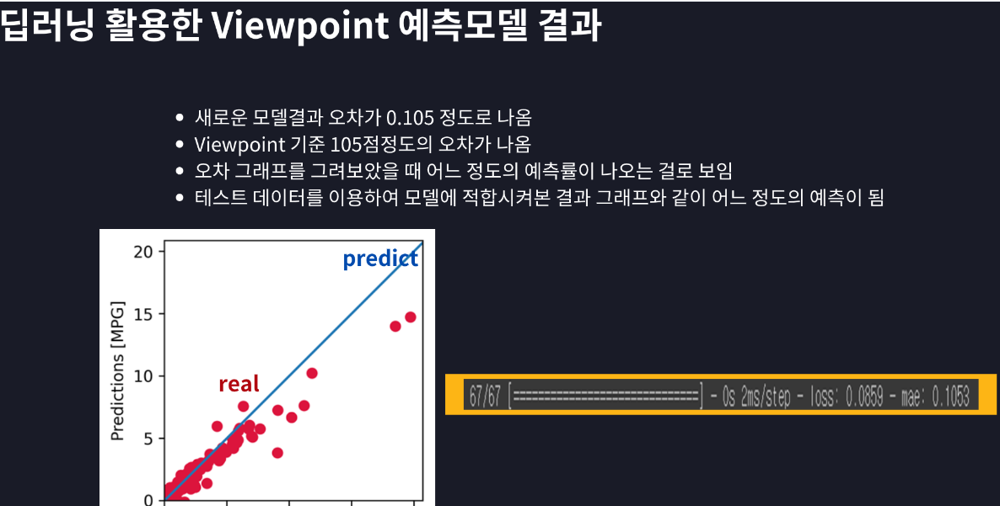 딥러닝 활용한 Viewpoint 예측모델 결과
• 새로운 모델결과 오차가 0.105 정도로 나옴
• Viewpoint 기준 105점정도의 오차가 나옴
• 오차 그래프를 그려보았을 때 어느 정도의 예측률이 나오는 걸로 보임
• 테스트 데이터를 이용하여 모델에 적합시켜본 결과 그래프와 같이 어느 정도의 예측이 됨
20
predict
15
Predictions [MPG]
10
real
5
0
67/67 [==============================] - 0s 2ms/step - loss: 0.0859 - mae: 0.1053